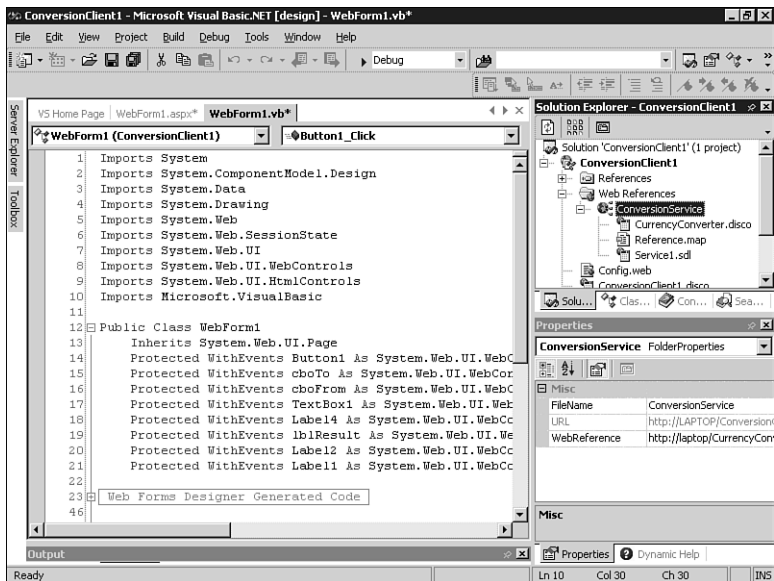 ConversionClient1 - Microsoft Visual Basic.NET [design] - WebForm1.vb*
File Edit View Project Build Debug Tools Window Help
Debug
Server Explorer
Toolbox
VS Home Page WebForm1.aspx* WebForm1.vb*
WebForm1 (ConversionClient1) Button1_Click
1 Imports System
2 Imports System.ComponentModel.Design
3 Imports System.Data
4 Imports System.Drawing
5 Imports System.Web
6 Imports System.Web.SessionState
7 Imports System.Web.UI
8 Imports System.Web.UI.WebControls
9 Imports System.Web.UI.HtmlControls
10 Imports Microsoft.VisualBasic
11
12 Public Class WebForm1
13 Inherits System.Web.UI.Page
14 Protected WithEvents Button1 As System.Web.UI.WebC
15 Protected WithEvents cboTo As System.Web.UI.WebCon
16 Protected WithEvents cboFrom As System.Web.UI.WebC
17 Protected WithEvents TextBox1 As System.Web.UI.Web
18 Protected WithEvents Label4 As System.Web.UI.WebCo
19 Protected WithEvents lblResult As System.Web.UI.We
20 Protected WithEvents Label2 As System.Web.UI.WebCo
21 Protected WithEvents Label1 As System.Web.UI.WebCo
22
23 Web Forms Designer Generated Code
46
Output
Solution Explorer - ConversionClient1
Solution 'ConversionClient1' (1 project)
ConversionClient1
References
Web References
ConversionService
CurrencyConverter.disco
Reference.map
Service1.sdl
Config.web
ConversionClient1.disco
Solu... Clas... Con... Sea...
Properties
ConversionService FolderProperties
Misc
FileName ConversionService
URL http://LAPTOP/Conversion
WebReference http://laptop/CurrencyCon
Misc
Properties Dynamic Help
Ready Ln 10 Col 30 Ch 30 INS